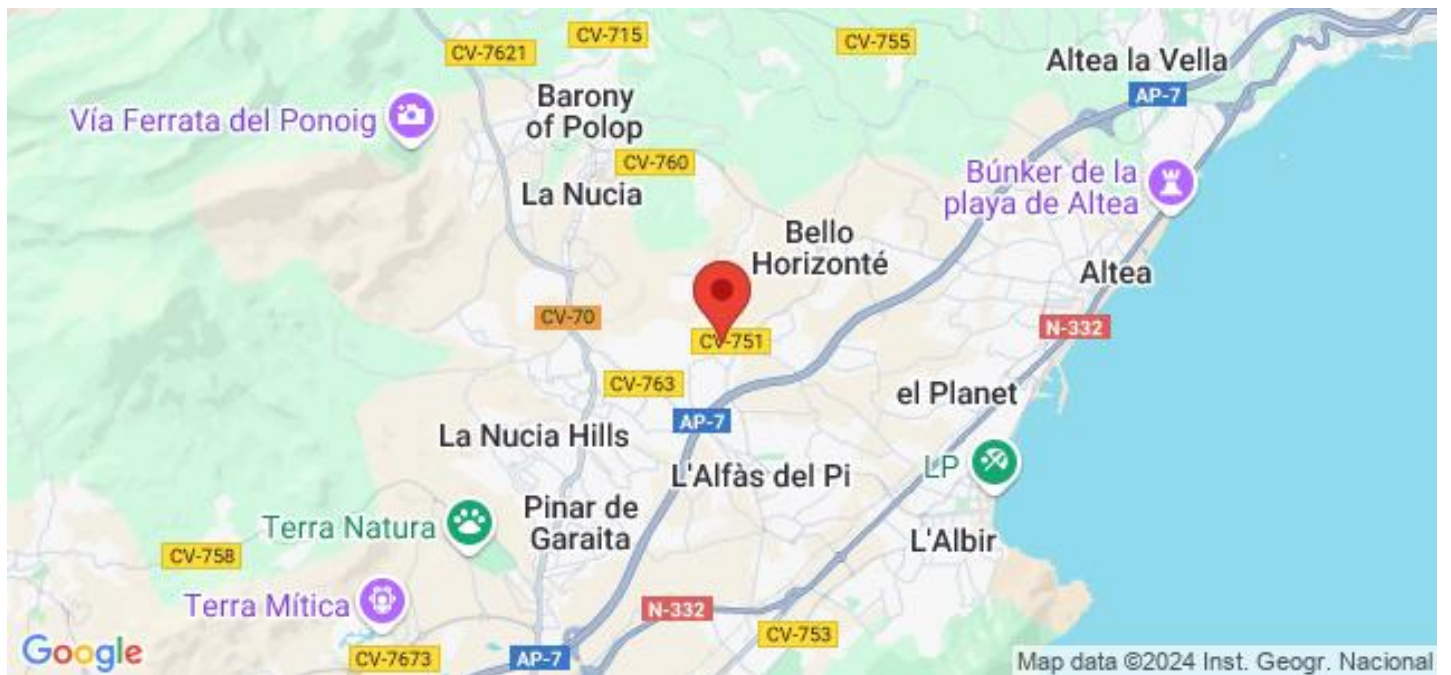 CV-715
CV-755
CV-7621
Altea la Vella
AP-7
Barony
of Polop
Vía Ferrata del Ponoig
CV-760
Búnker de la
playa de Altea
La Nucia
Bello
Horizonté
Altea
CV-70
N-332
CV-751
CV-763
el Planet
AP-7
La Nucia Hills
LP
L'Alfàs del Pi
Pinar de
Garaita
Terra Natura
L'Albir
CV-758
Terra Mítica
N-332
CV-753
Google
CV-7673
AP-7
Map data ©2024 Inst. Geogr. Nacional